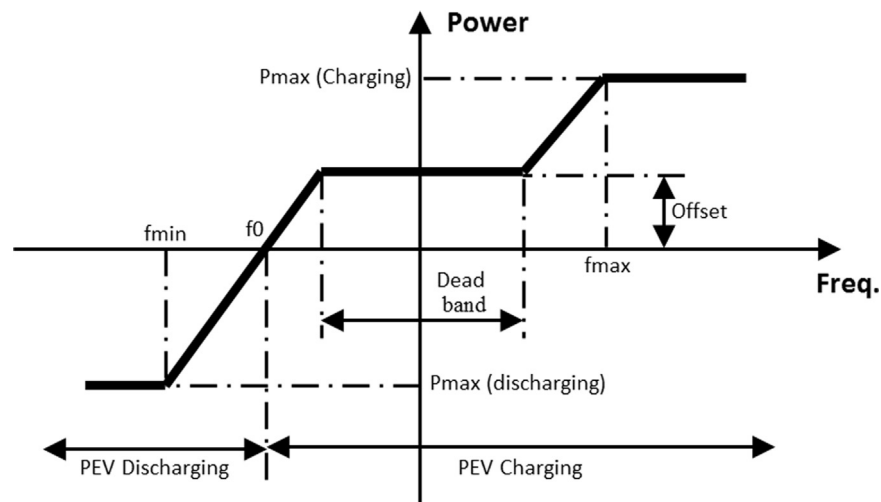 Power
Pmax (Charging)
Offset
fmin
f0
fmax
Freq.
Dead
band
Pmax (discharging)
PEV Discharging
PEV Charging